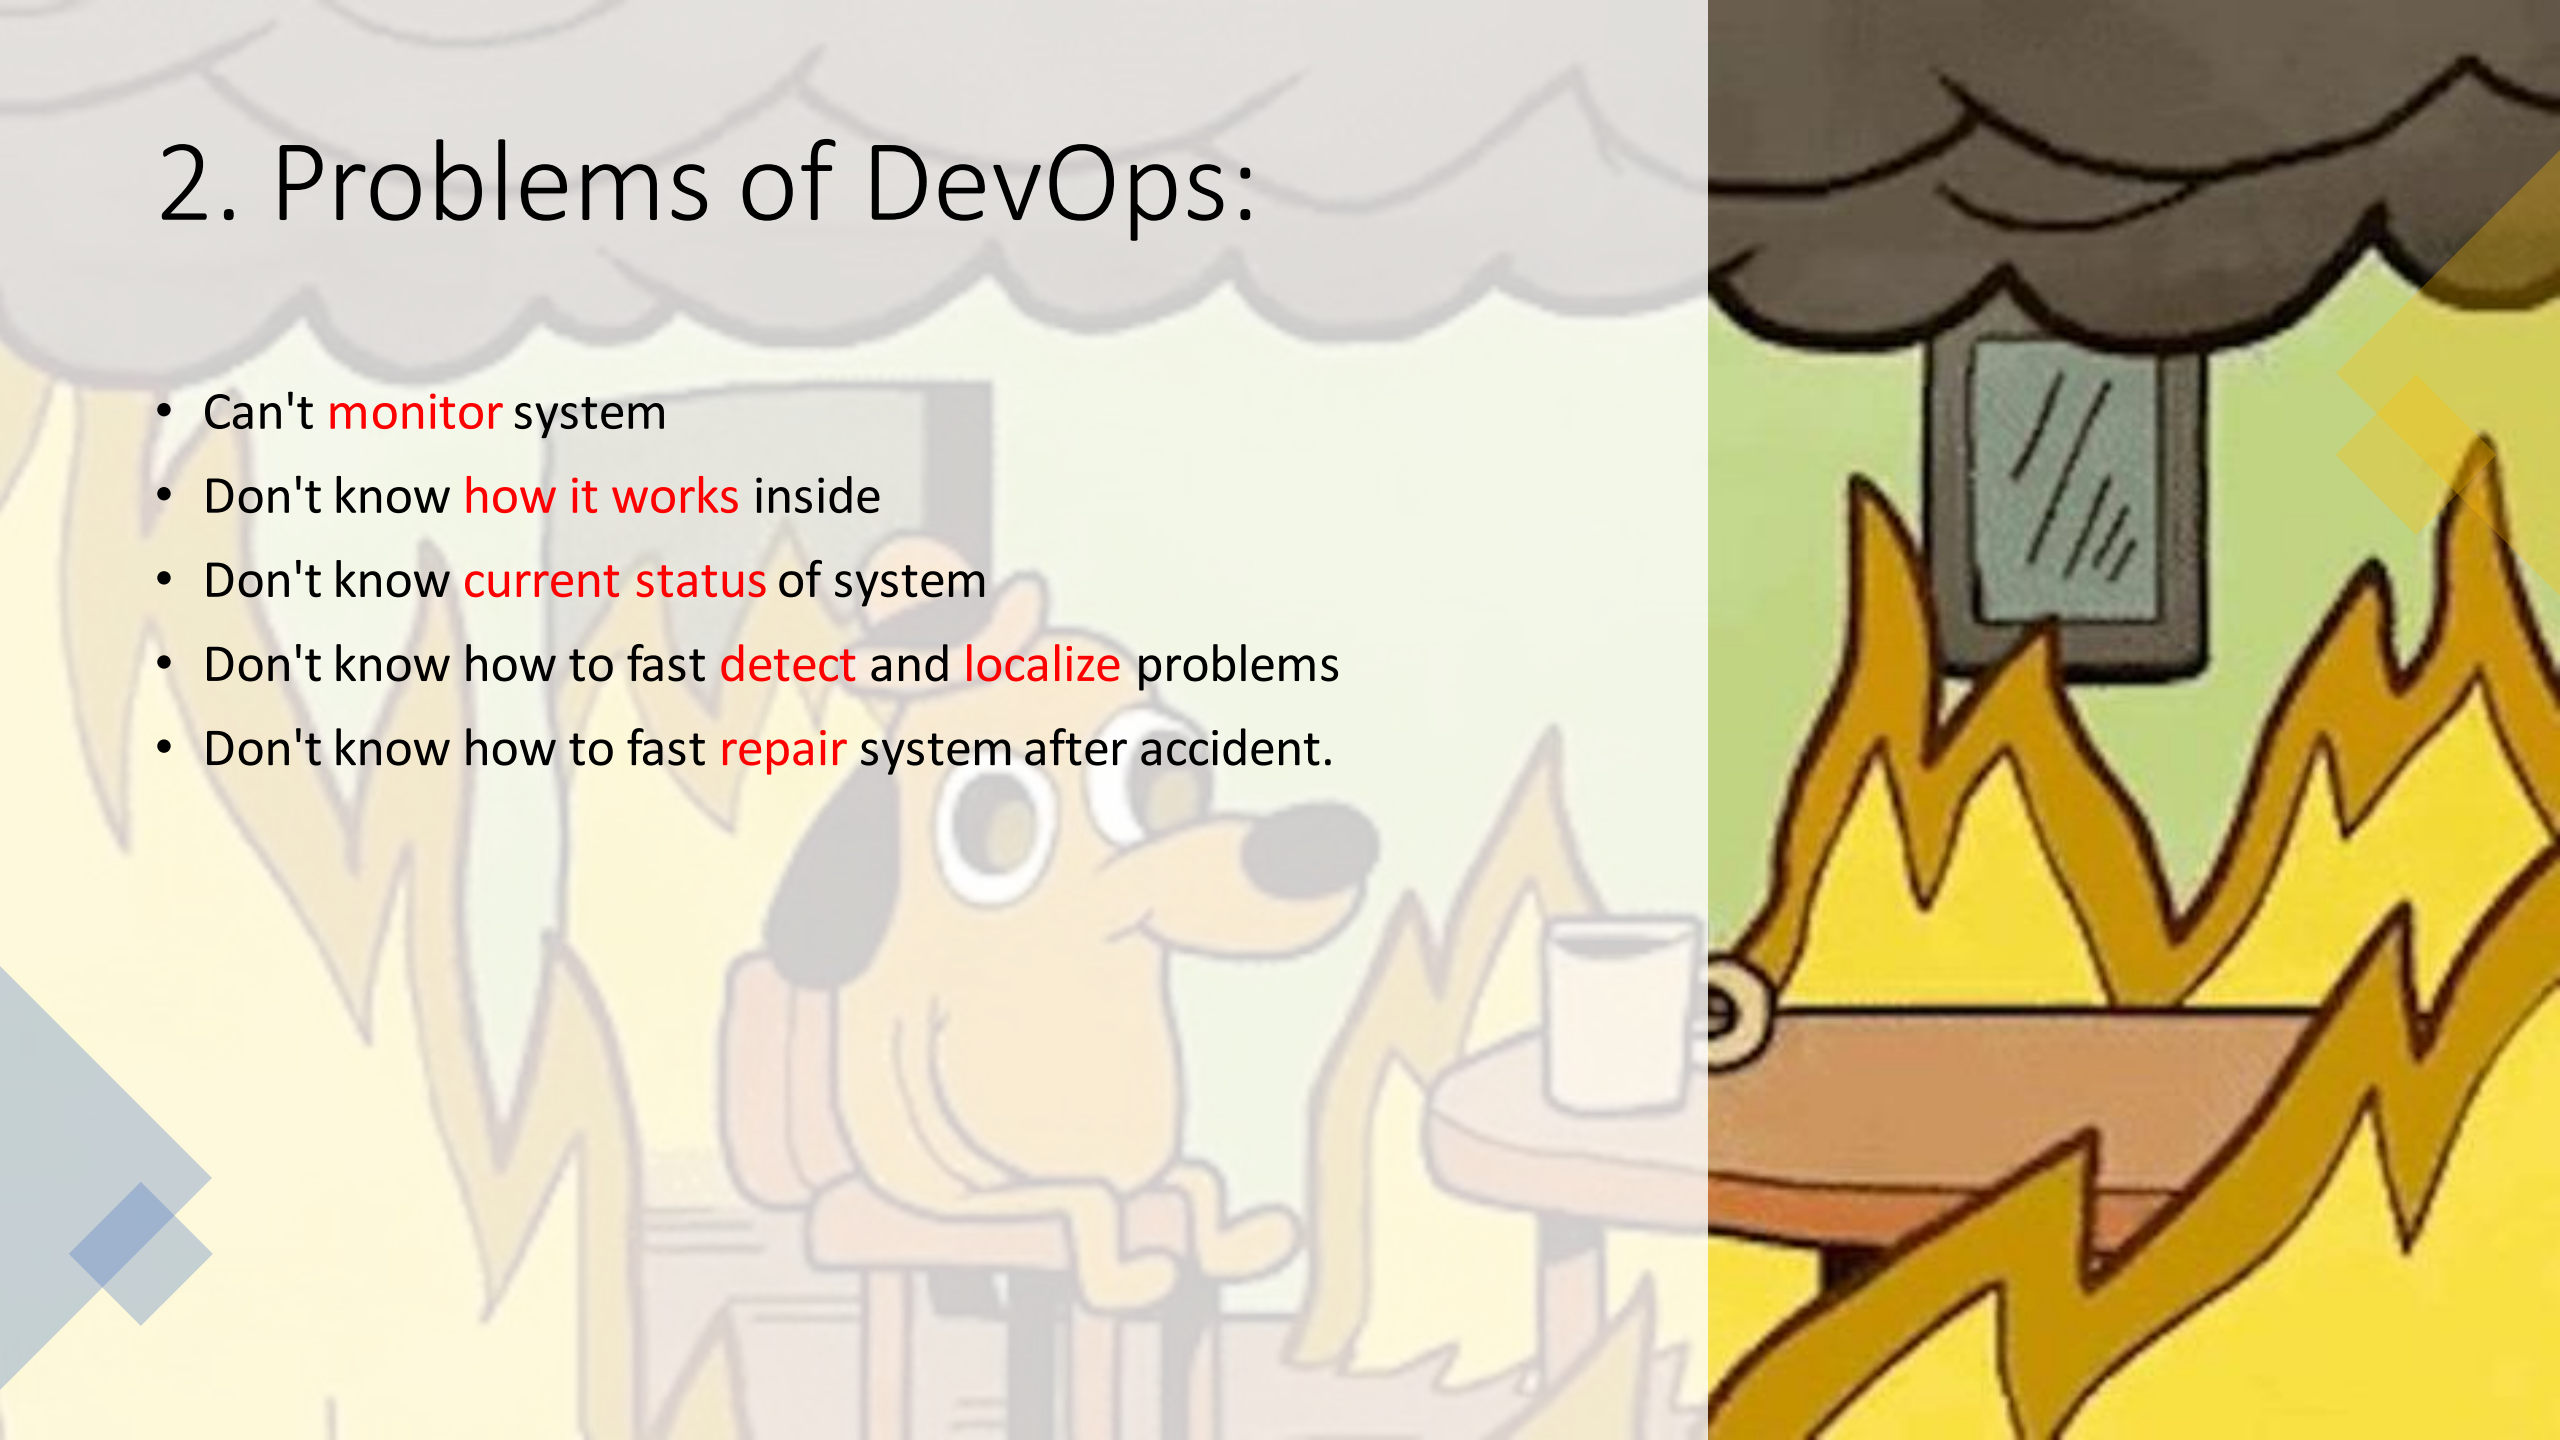 2. Problems of DevOps:
• Can't monitor system
• Don't know how it works inside
• Don't know current status of system
• Don't know how to fast detect and localize problems
• Don't know how to fast repair system after accident.